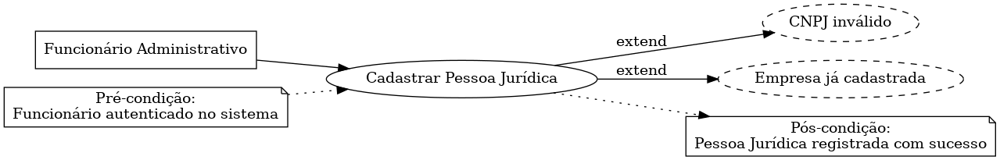 Funcionário Administrativo
Pré-condição:
Funcionário autenticado no sistema
Cadastrar Pessoa Jurídica
extend
extend
CNPJ inválido
Empresa já cadastrada
Pós-condição:
Pessoa Jurídica registrada com sucesso